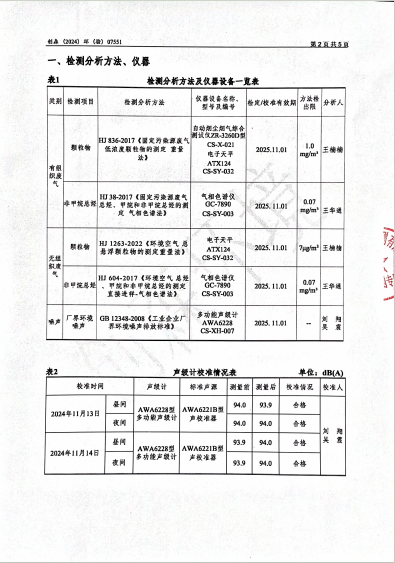 创鼎 (2024) 环 (检) 07551
第 2 页 共 5 页
一、检测分析方法、仪器
表1 检测分析方法及仪器设备一览表
类别 检测项目 检测分析方法 仪器设备名称、型号及编号 检定/校准有效期 方法检出限 分析人
有组织废气 颗粒物 HJ 836-2017《固定污染源废气 低浓度颗粒物的测定 重量法》 自动烟尘烟气综合测试仪ZR-3260D型 CS-X-021 电子天平 ATX124 CS-SY-032 2025.11.01 1.0 mg/m³ 王楠楠
非甲烷总烃 HJ 38-2017《固定污染源废气 总烃、甲烷和非甲烷总烃的测定 气相色谱法》 气相色谱仪 GC-7890 CS-SY-003 2025.11.01 0.07 mg/m³ 王华通
无组织废气 颗粒物 HJ 1263-2022《环境空气 总悬浮颗粒物的测定重量法》 电子天平 ATX124 CS-SY-032 2025.11.01 7μg/m³ 王楠楠
非甲烷总烃 HJ 604-2017《环境空气 总烃、甲烷和非甲烷总烃的测定 直接进样-气相色谱法》 气相色谱仪 GC-7890 CS-SY-003 2025.11.01 0.07 mg/m³ 王华通
噪声 厂界环境噪声 GB 12348-2008《工业企业厂界环境噪声排放标准》 多功能声级计 AWA6228 CS-XH-007 2025.11.01 -- 刘翔 吴震
表2 声级计校准情况表 单位：dB(A)
校准时间 声级计 标准声源 测量前 测量后 校准情况 校准人
2024年11月13日 昼间 AWA6228型多功能声级计 AWA6221B型声校准器 94.0 93.9 合格 刘翔 吴震
夜间 94.0 94.0 合格
2024年11月14日 昼间 AWA6228型多功能声级计 AWA6221B型声校准器 93.9 94.0 合格
夜间 93.9 94.0 合格